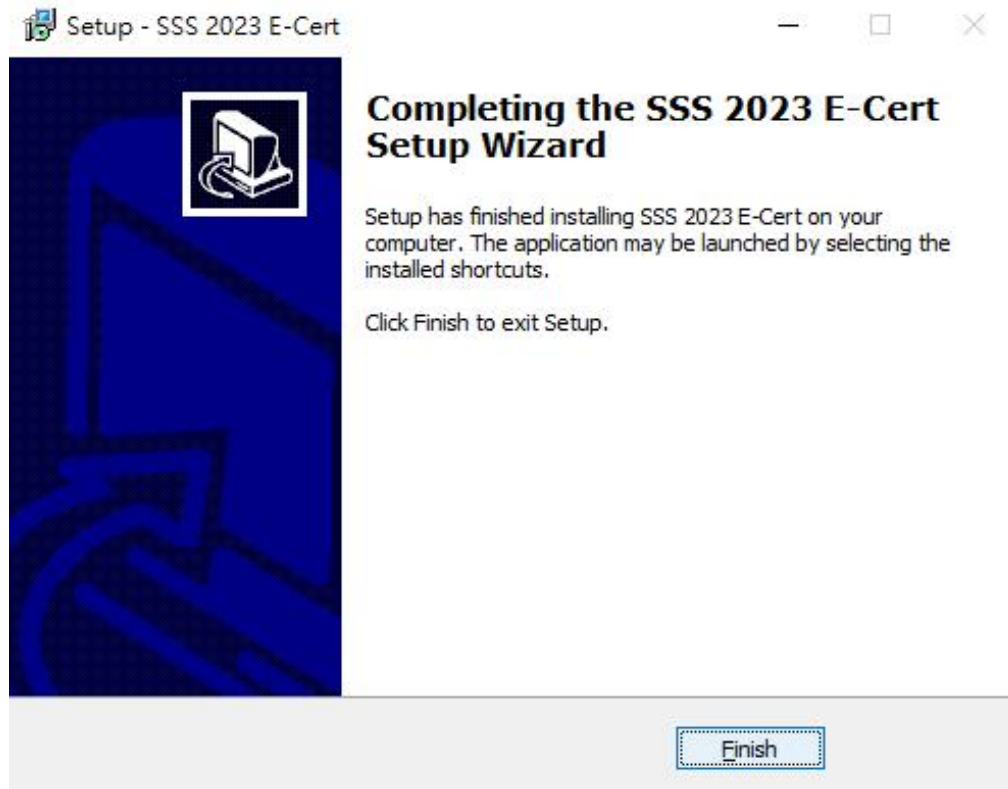 Setup - SSS 2023 E-Cert
Completing the SSS 2023 E-Cert
Setup Wizard
Setup has finished installing SSS 2023 E-Cert on your
computer. The application may be launched by selecting the
installed shortcuts.
Click Finish to exit Setup.
Finish